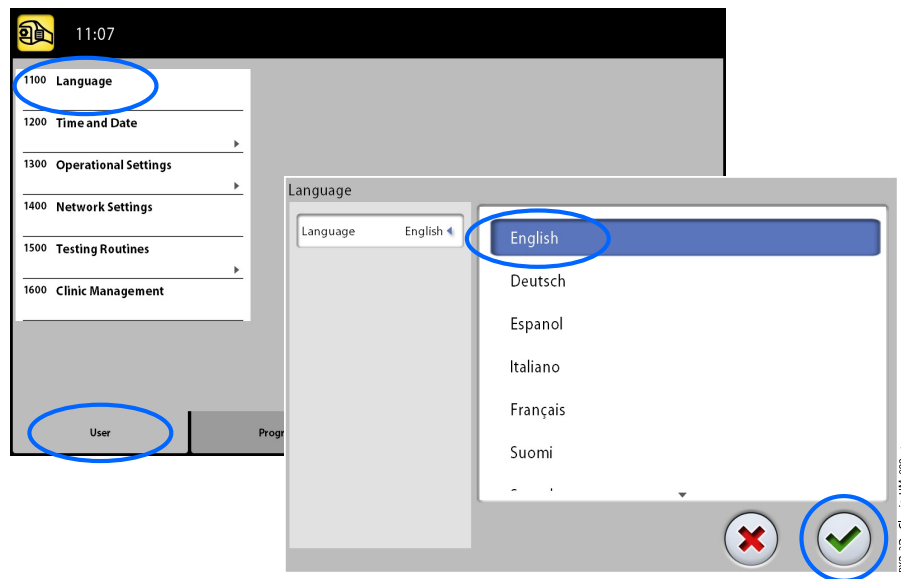 11:07
1100 Language
1200 Time and Date
1300 Operational Settings
1400 Network Settings
1500 Testing Routines
1600 Clinic Management
User
Language
Language English
English
Deutsch
Espanol
Italiano
Français
Suomi